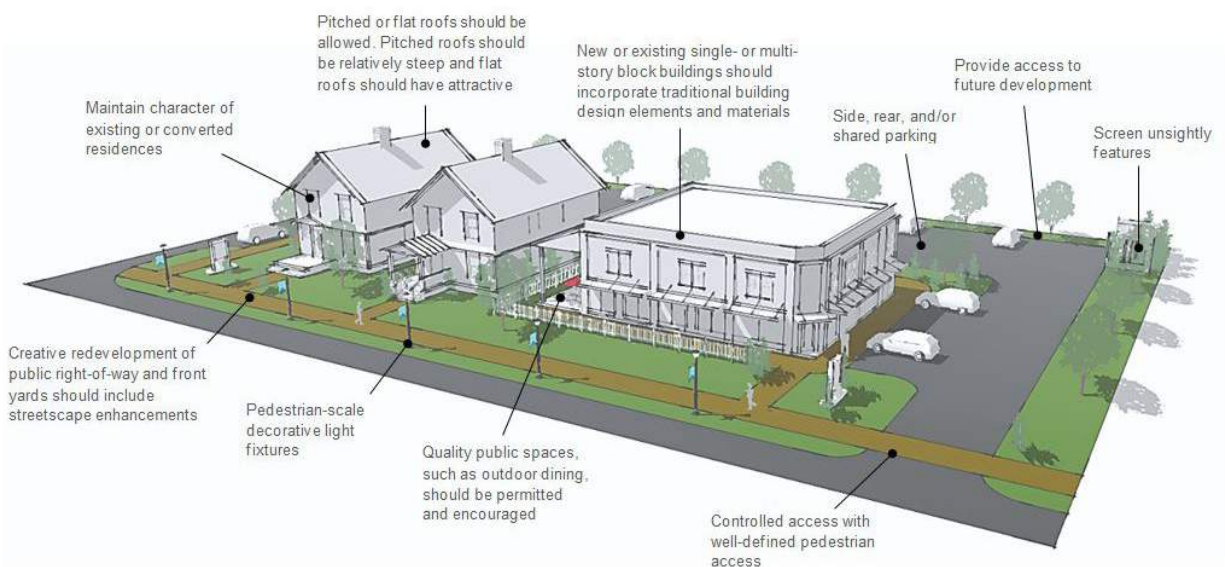 Pitched or flat roofs should be
allowed. Pitched roofs should
be relatively steep and flat
roofs should have attractive
New or existing single- or multi-
story block buildings should
incorporate traditional building
design elements and materials
Provide access to
future development
Maintain character of
existing or converted
residences
Side, rear, and/or
shared parking
Screen unsightly
features
Creative redevelopment of
public right-of-way and front
yards should include
streetscape enhancements
Pedestrian-scale
decorative light
fixtures
Quality public spaces,
such as outdoor dining,
should be permitted
and encouraged
Controlled access with
well-defined pedestrian
access